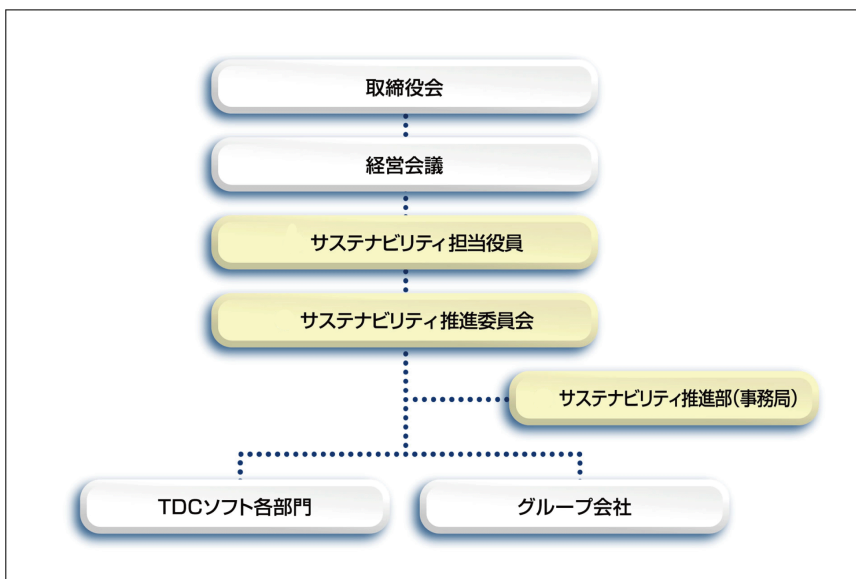 取締役会
経営会議
サステナビリティ担当役員
サステナビリティ推進委員会
サステナビリティ推進部(事務局)
TDCソフト各部門
グループ会社